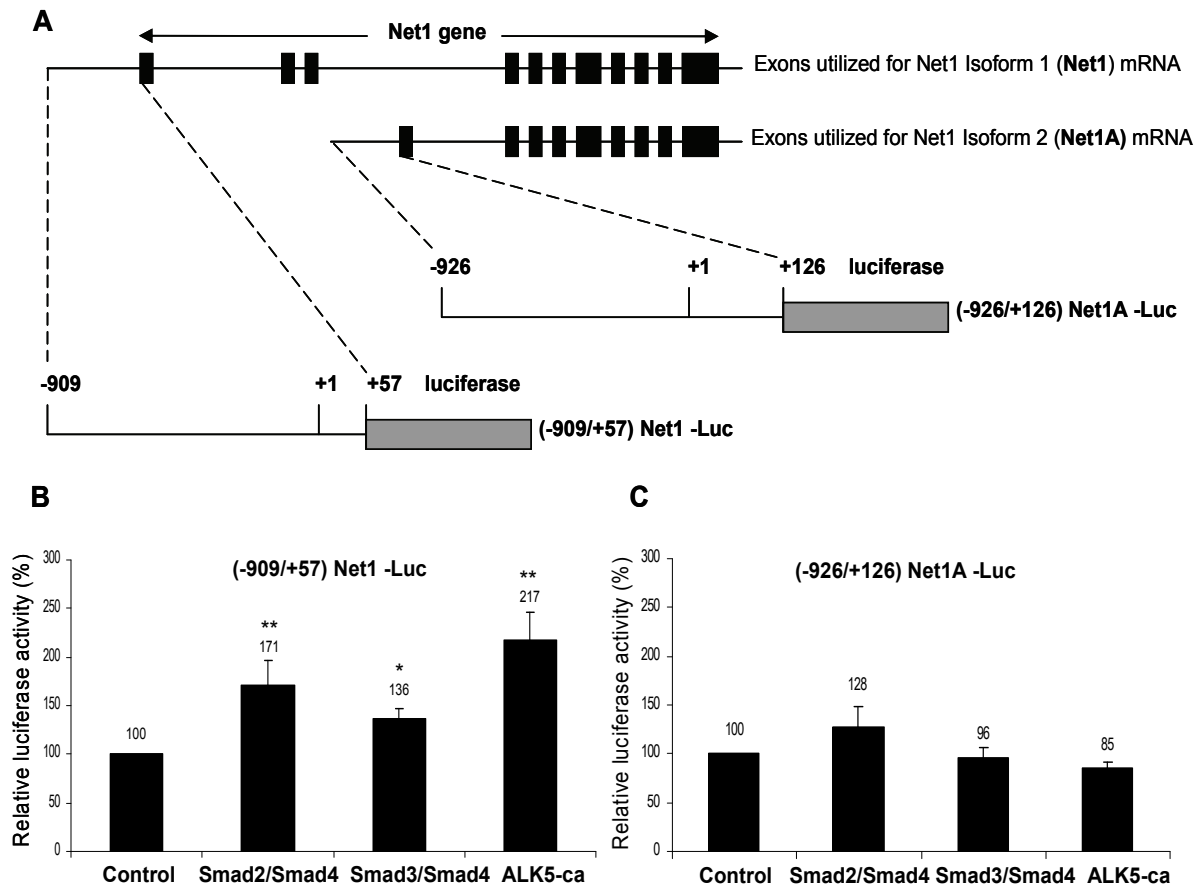 A
Net1 gene
Exons utilized for Net1 Isoform 1 (Net1) mRNA
Exons utilized for Net1 Isoform 2 (Net1A) mRNA
-926
+1
+126
luciferase
(-926/+126) Net1A -Luc
-909
+1
+57
luciferase
(-909/+57) Net1 -Luc
B
Relative luciferase activity (%)
300
250
200
150
100
50
0
(-909/+57) Net1 -Luc
100
**
171
*
136
**
217
Control
Smad2/Smad4
Smad3/Smad4
ALK5-ca
C
Relative luciferase activity (%)
300
250
200
150
100
50
0
(-926/+126) Net1A -Luc
100
128
96
85
Control
Smad2/Smad4
Smad3/Smad4
ALK5-ca